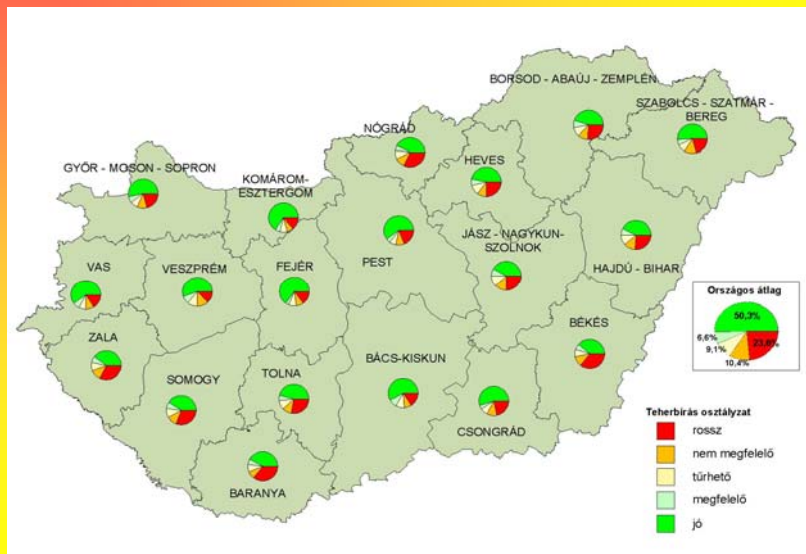 BORSOD - ABAÚJ - ZEMPLÉN
SZABOLCS - SZATMÁR -
BEREG
NÓGRÁD
HEVES
GYŐR - MOSON - SOPRON
KOMÁROM-
ESZTERGOM
JÁSZ - NAGYKUN-
SZOLNOK
PEST
HAJDÚ - BIHAR
VAS
VESZPRÉM
FEJÉR
Országos átlag
50,3%
6,6%
9,1%
10,4%
23,6%
ZALA
BÉKÉS
SOMOGY
TOLNA
BÁCS-KISKUN
CSONGRÁD
BARANYA
Teherbírás osztályzat
rossz
nem megfelelő
tűrhető
megfelelő
jó